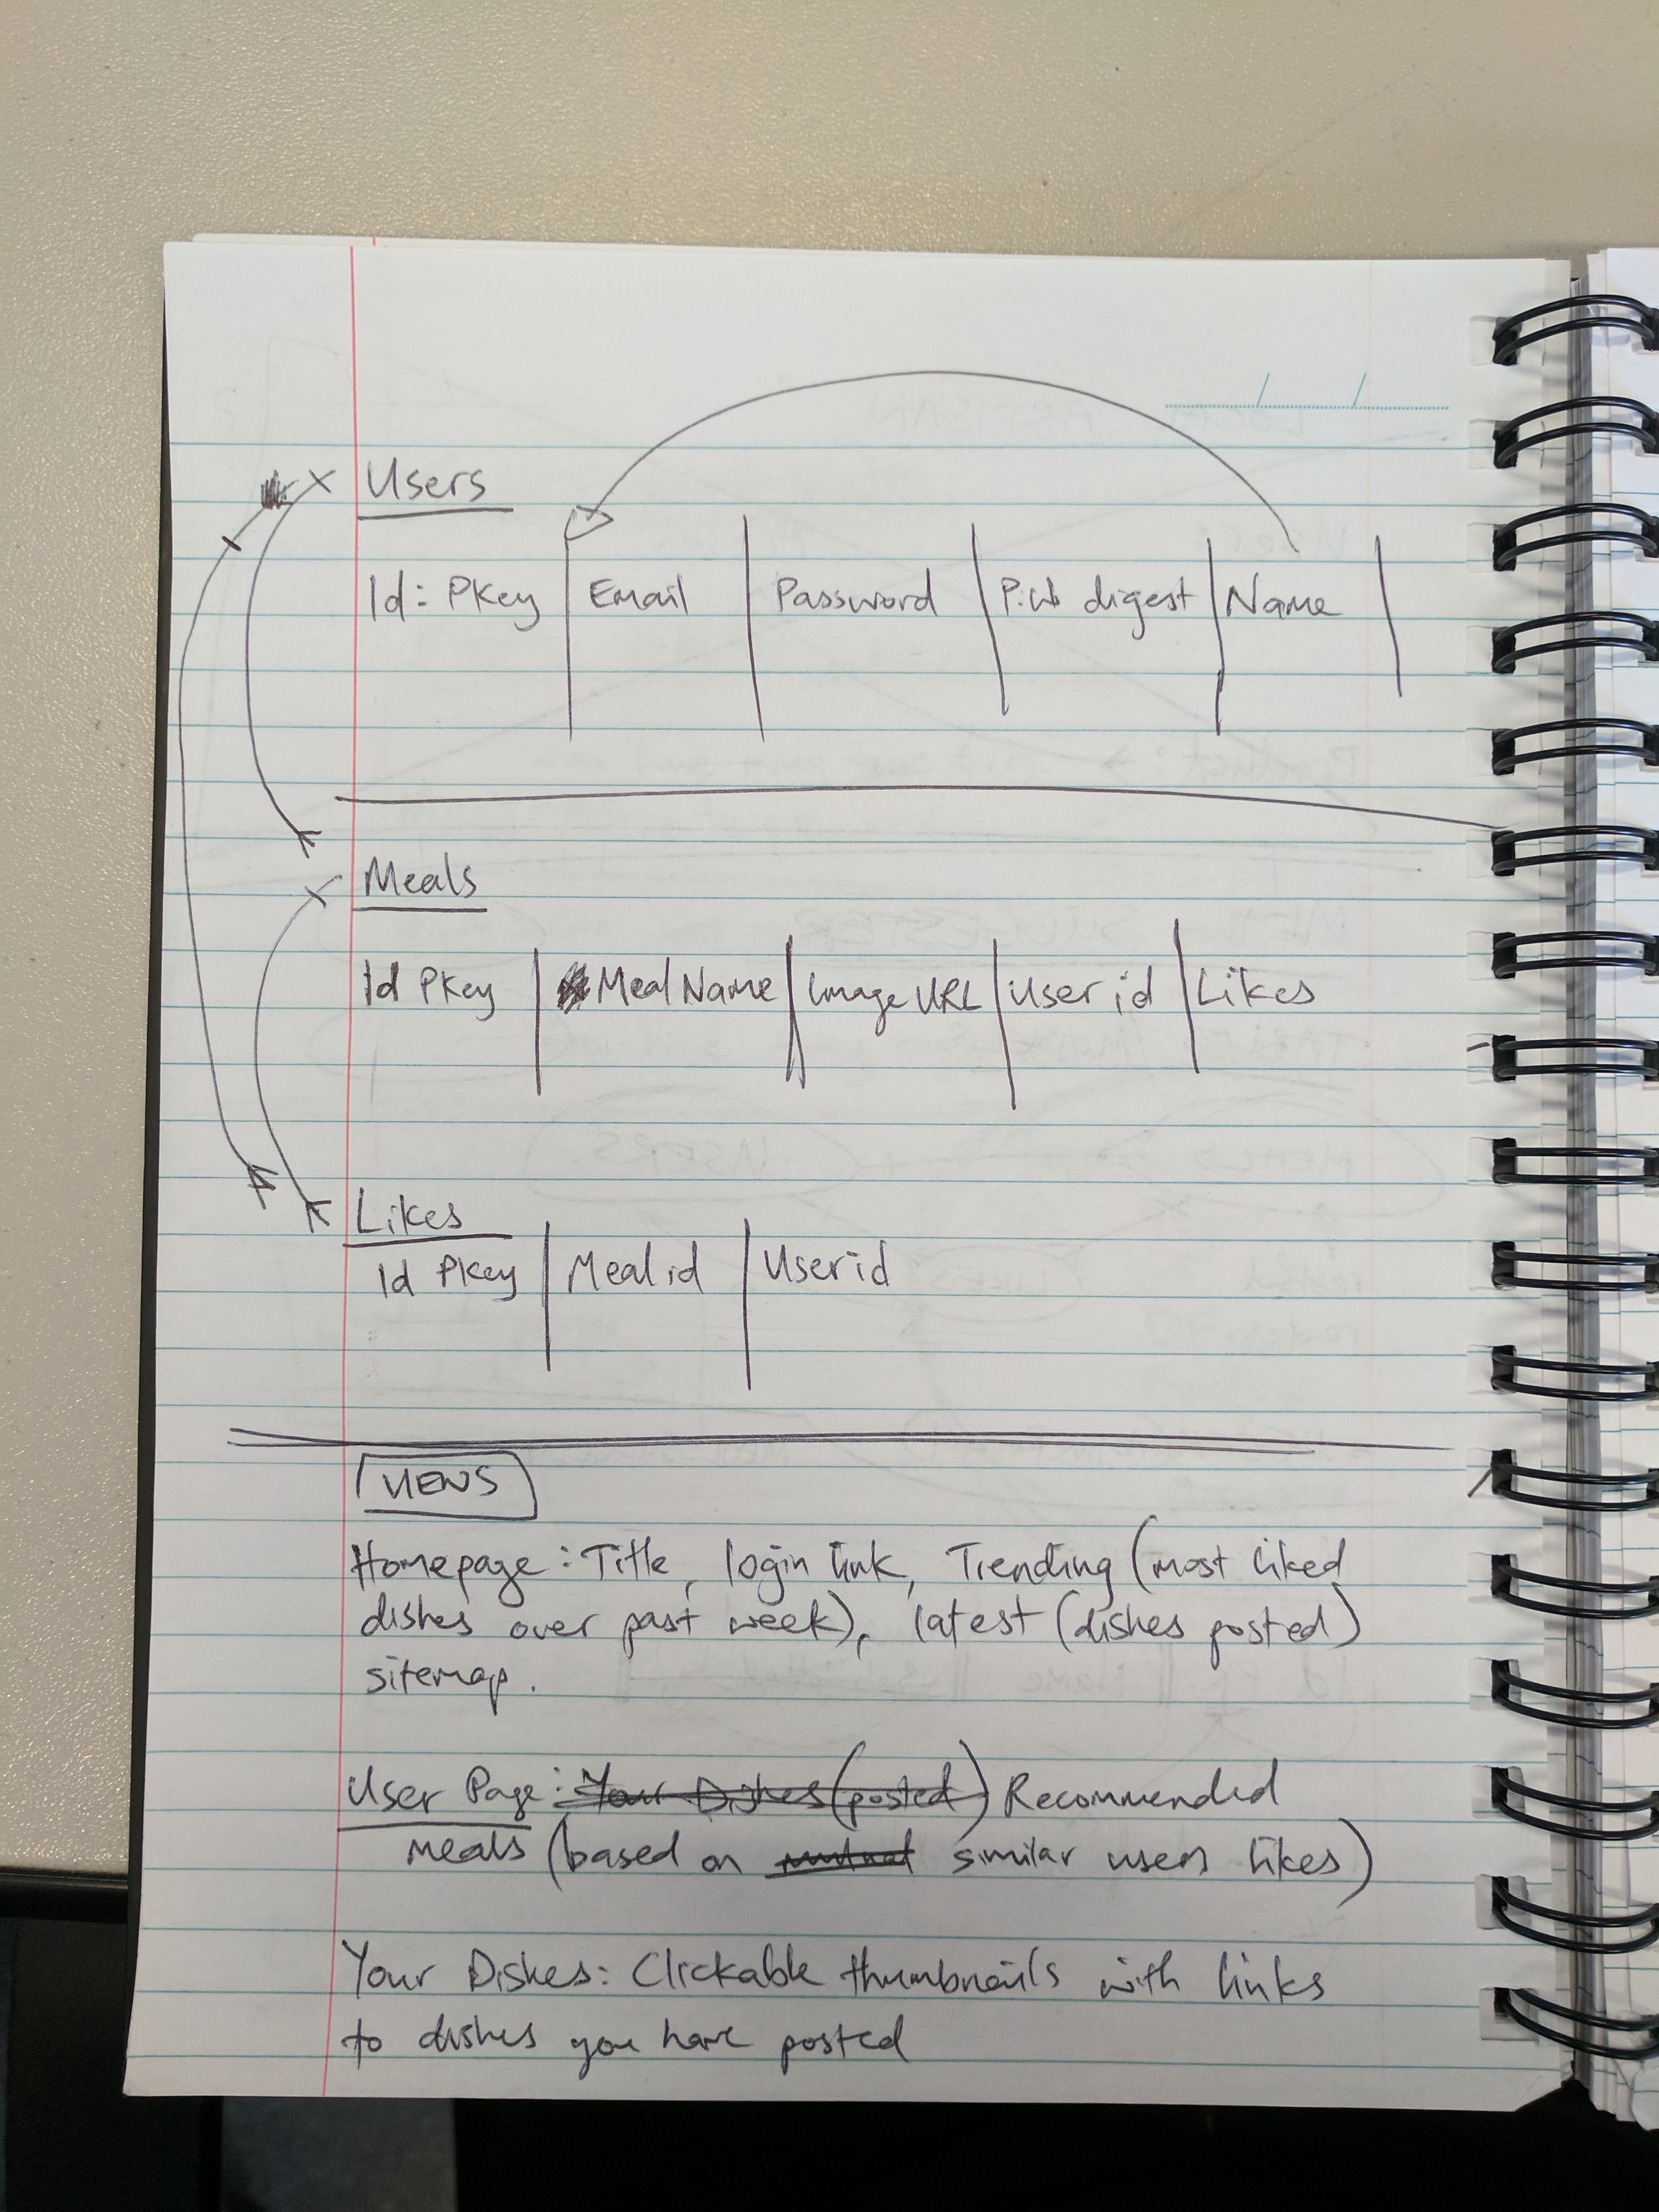 Users
Id: PKey Email Password P.W digest Name
Meals
Id PKey Meal Name Image URL User id Likes
Likes
Id PKey Meal id User id
VIEWS
Homepage: Title, login link, Trending (most liked
dishes over past week), latest (dishes posted)
sitemap.
User Page: Your Dishes (posted) Recommended
meals (based on mutual similar users likes)
Your Dishes: Clickable thumbnails with links
to dishes you have posted